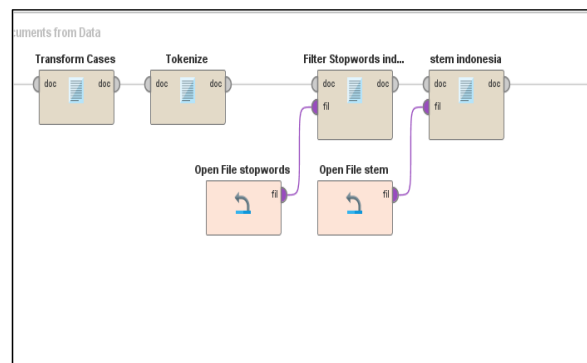 cuments from Data
Transform Cases
Tokenize
Filter Stopwords ind...
stem indonesia
doc doc
doc doc
doc doc
fil
doc doc
fil
Open File stopwords
Open File stem
fil
fil